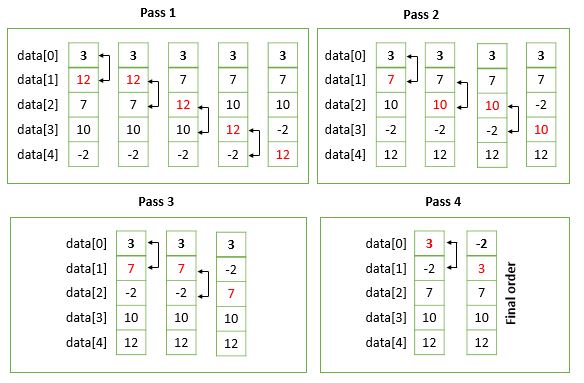 Pass 1
data[0] 3 3 3 3 3
data[1] 12 12 7 7 7
data[2] 7 7 12 10 10
data[3] 10 10 10 12 -2
data[4] -2 -2 -2 -2 12
Pass 2
data[0] 3 3 3 3
data[1] 7 7 7 7
data[2] 10 10 10 -2
data[3] -2 -2 -2 10
data[4] 12 12 12 12
Pass 3
data[0] 3 3 3
data[1] 7 7 -2
data[2] -2 -2 7
data[3] 10 10 10
data[4] 12 12 12
Pass 4
data[0] 3 -2
data[1] -2 3
data[2] 7 7
data[3] 10 10
data[4] 12 12
Final order